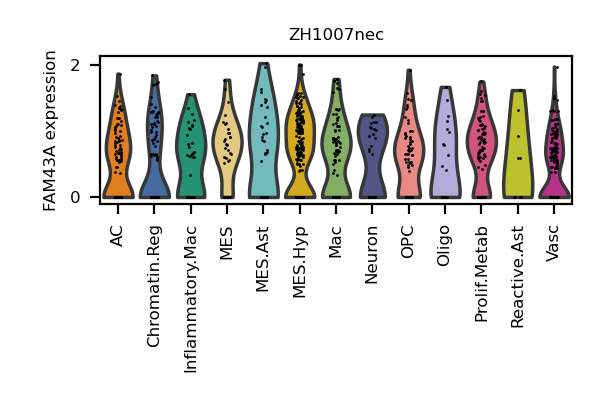 ZH1007nec
FAM43A expression
2
0
AC
Chromatin.Reg
Inflammatory.Mac
MES
MES.Ast
MES.Hyp
Mac
Neuron
OPC
Oligo
Prolif.Metab
Reactive.Ast
Vasc